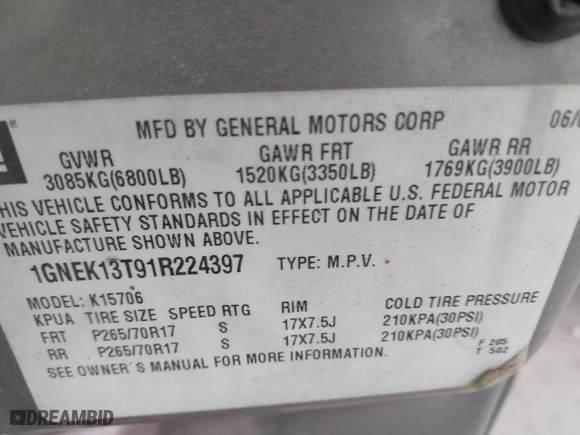 MFD BY GENERAL MOTORS CORP 06/
GVWR GAWR FRT GAWR RR
3085KG(6800LB) 1520KG(3350LB) 1769KG(3900LB)
HIS VEHICLE CONFORMS TO ALL APPLICABLE U.S. FEDERAL MOTOR
VEHICLE SAFETY STANDARDS IN EFFECT ON THE DATE OF
MANUFACTURE SHOWN ABOVE.
1GNEK13T91R224397 TYPE: M.P.V.
MODEL: K15706
KPUA TIRE SIZE SPEED RTG RIM COLD TIRE PRESSURE
FRT P265/70R17 S 17X7.5J 210KPA(30PSI)
RR P265/70R17 S 17X7.5J 210KPA(30PSI)
SEE OWNER'S MANUAL FOR MORE INFORMATION.
F 205
T 502
DREAMBID